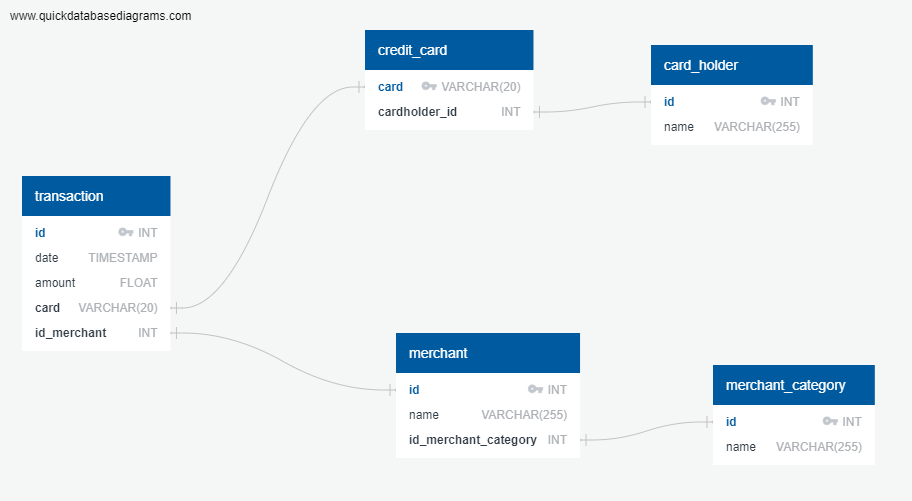 www.quickdatabasediagrams.com
credit_card
card VARCHAR(20)
cardholder_id INT
card_holder
id INT
name VARCHAR(255)
transaction
id INT
date TIMESTAMP
amount FLOAT
card VARCHAR(20)
id_merchant INT
merchant
id INT
name VARCHAR(255)
id_merchant_category INT
merchant_category
id INT
name VARCHAR(255)